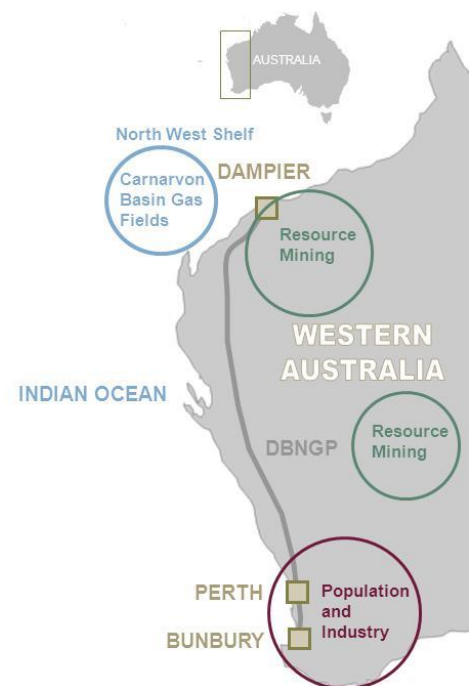 AUSTRALIA
North West Shelf
DAMPIER
Carnarvon
Basin Gas
Fields
Resource
Mining
WESTERN
AUSTRALIA
INDIAN OCEAN
Resource
Mining
DBNGP
PERTH
Population
and
Industry
BUNBURY